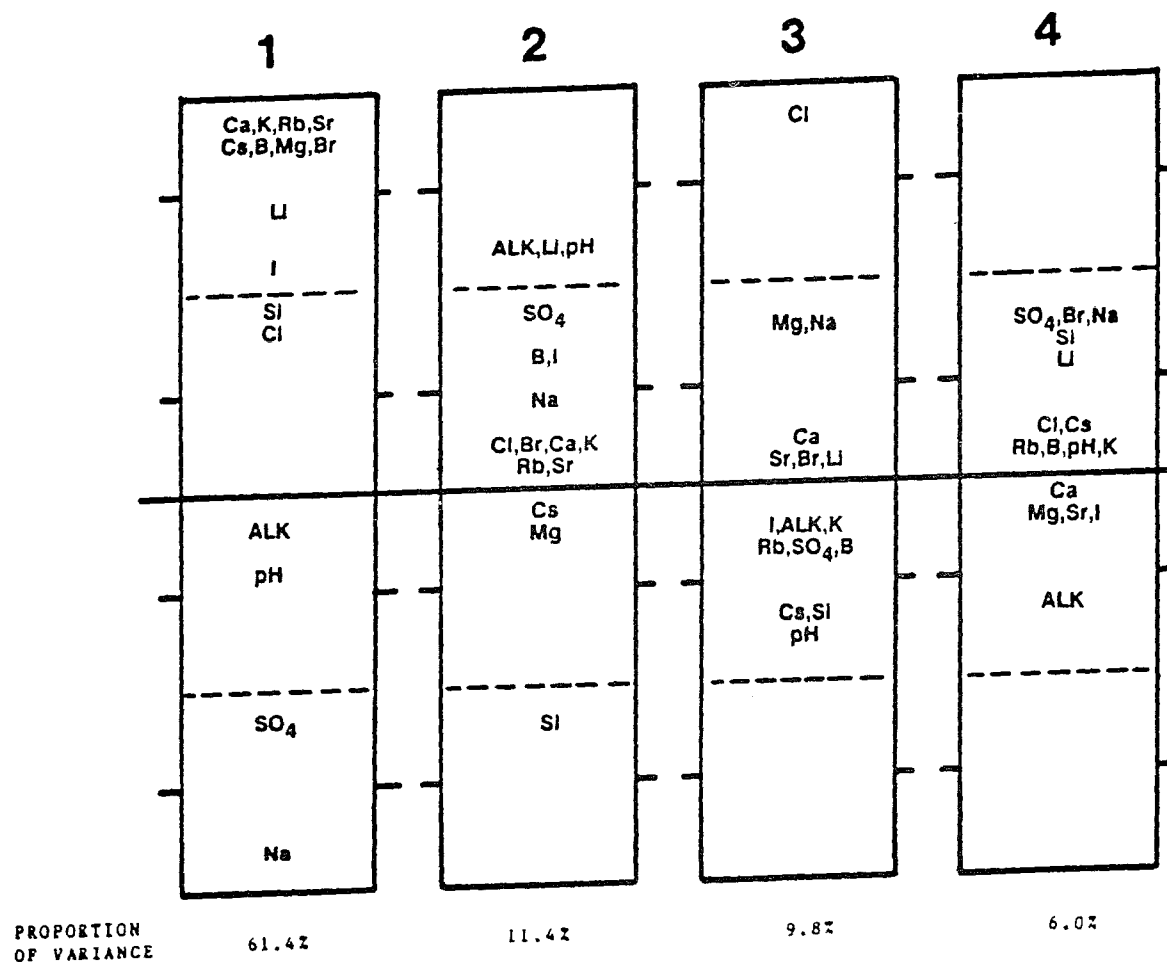 1 2 3 4
Ca,K,Rb,Sr
Cs,B,Mg,Br
Li
I
Si
Cl
ALK
pH
SO4
Na
ALK,Li,pH
SO4
B,I
Na
Cl,Br,Ca,K
Rb,Sr
Cs
Mg
Si
Cl
Mg,Na
Ca
Sr,Br,Li
I,ALK,K
Rb,SO4,B
Cs,Si
pH
SO4,Br,Na
Si
Li
Cl,Cs
Rb,B,pH,K
Ca
Mg,Sr,I
ALK
PROPORTION
OF VARIANCE
61.4% 11.4% 9.8% 6.0%